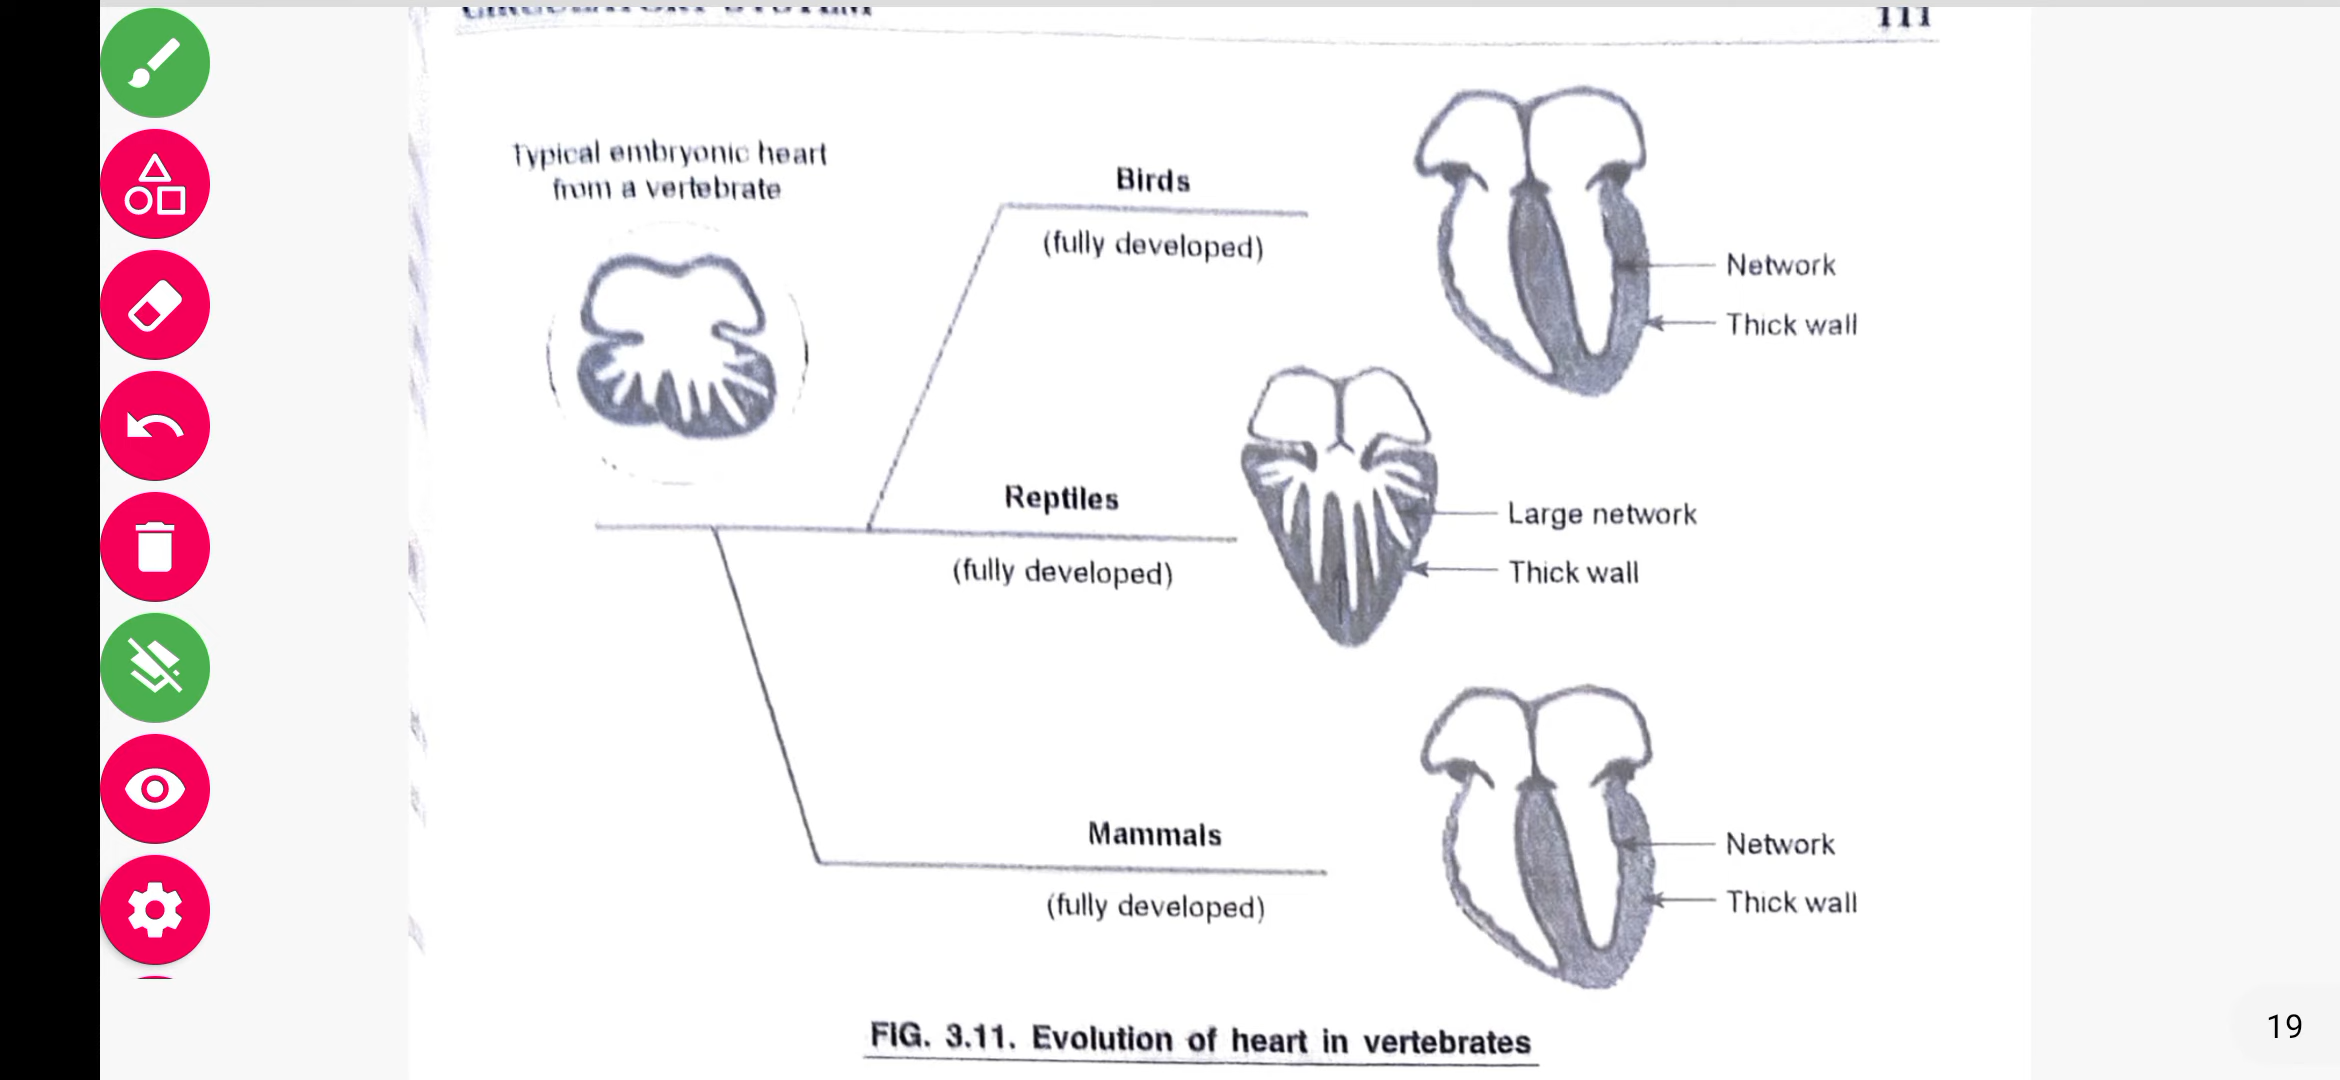 111
Typical embryonic heart
from a vertebrate
Birds
(fully developed)
Network
Thick wall
Reptiles
(fully developed)
Large network
Thick wall
Mammals
(fully developed)
Network
Thick wall
FIG. 3.11. Evolution of heart in vertebrates
19